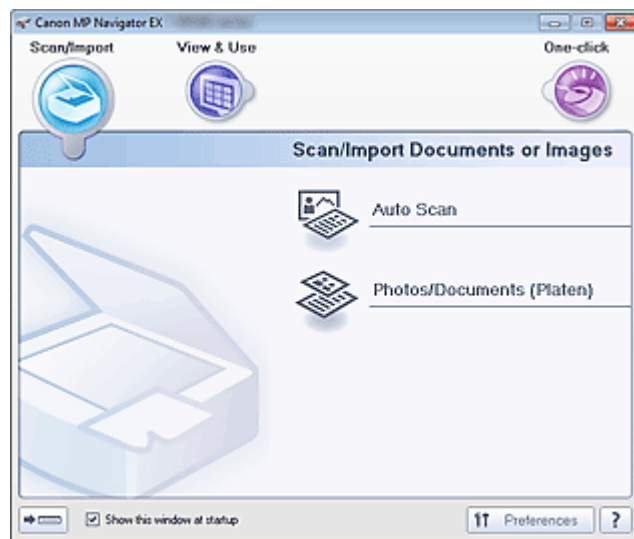 Canon MP Navigator EX
Scan/Import
View & Use
One-click
Scan/Import Documents or Images
Auto Scan
Photos/Documents (Platen)
Show this window at startup
Preferences
?